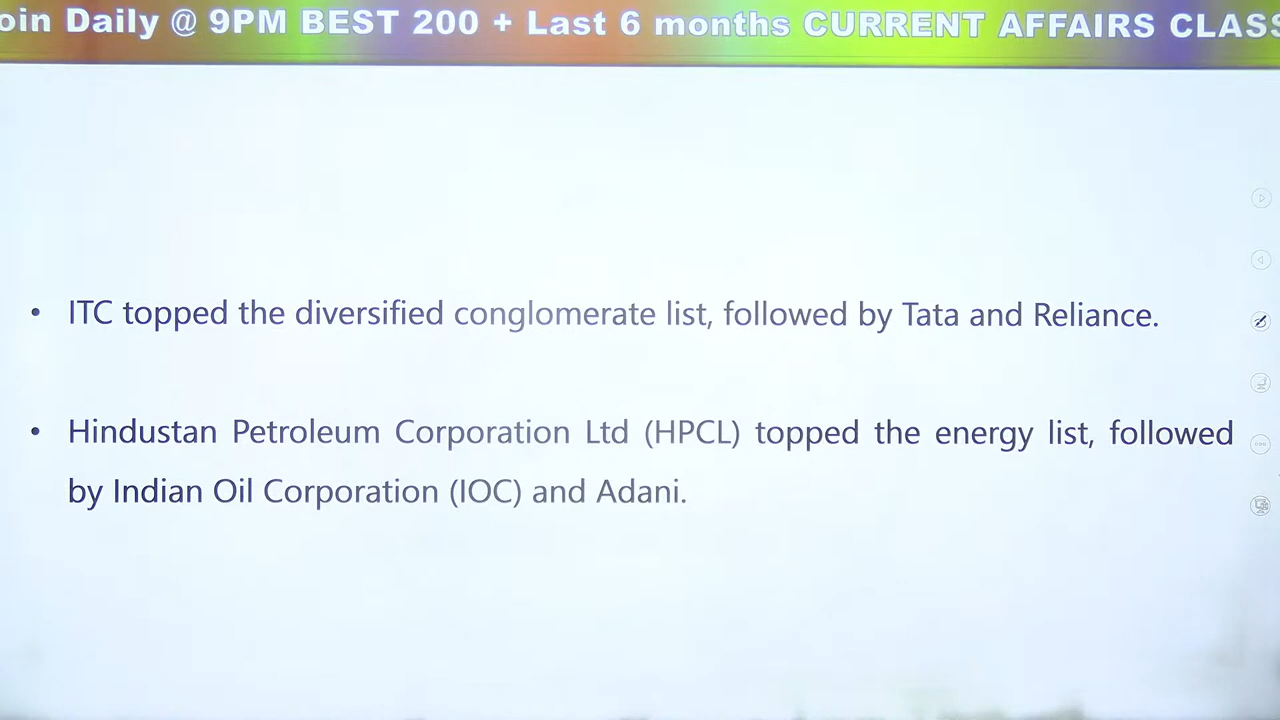 oin Daily @ 9PM BEST 200 + Last 6 months CURRENT AFFAIRS CLASS
• ITC topped the diversified conglomerate list, followed by Tata and Reliance.
• Hindustan Petroleum Corporation Ltd (HPCL) topped the energy list, followed
by Indian Oil Corporation (IOC) and Adani.